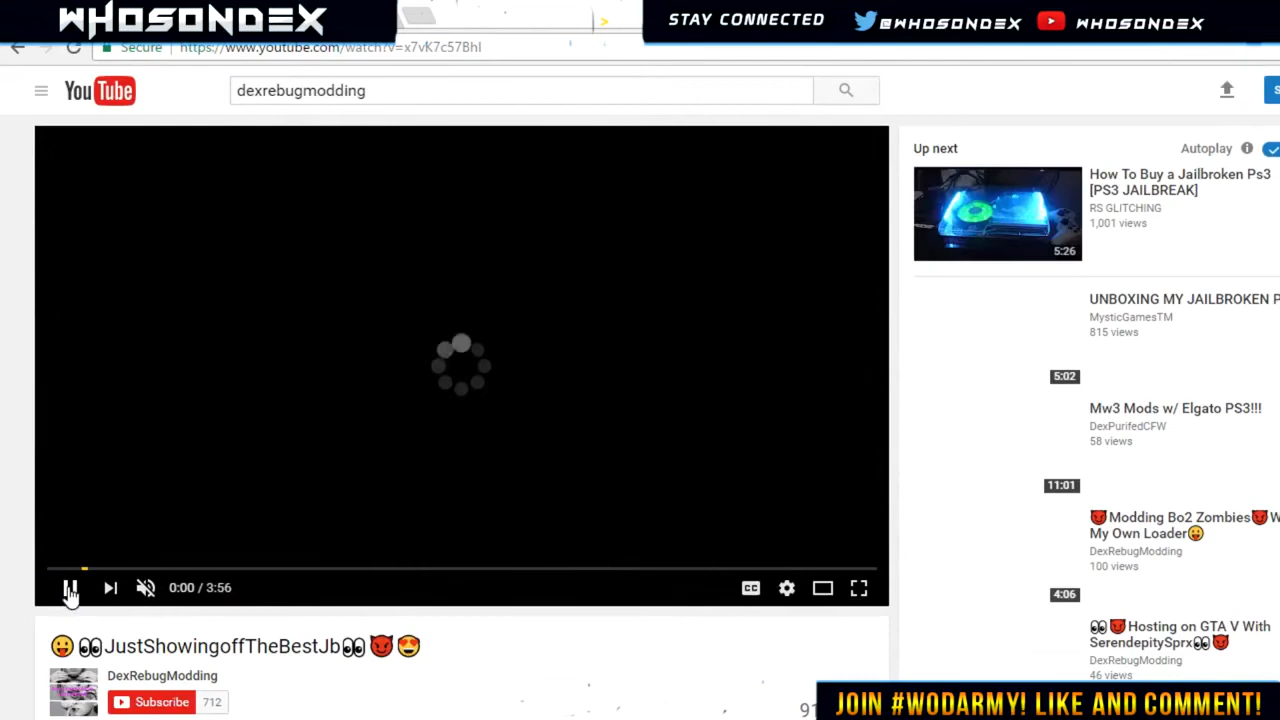 WHOSONDEX
STAY CONNECTED
@WHOSONDEX
WHOSONDEX
Secure
https://www.youtube.com/watch?v=x7vK7c57BhI
YouTube
dexrebugmodding
Up next
Autoplay
How To Buy a Jailbroken Ps3
[PS3 JAILBREAK]
RS GLITCHING
1,001 views
5:26
UNBOXING MY JAILBROKEN P
MysticGamesTM
815 views
5:02
Mw3 Mods w/ Elgato PS3!!!
DexPurifedCFW
58 views
11:01
😈Modding Bo2 Zombies😈W
My Own Loader😜
DexRebugModding
100 views
4:06
👀😈Hosting on GTA V With
SerendepitySprx👀😈
DexRebugModding
46 views
0:00 / 3:56
CC
😛👀JustShowingoffTheBestJb👀😈😍
DexRebugModding
Subscribe
712
JOIN #WODARMY! LIKE AND COMMENT!